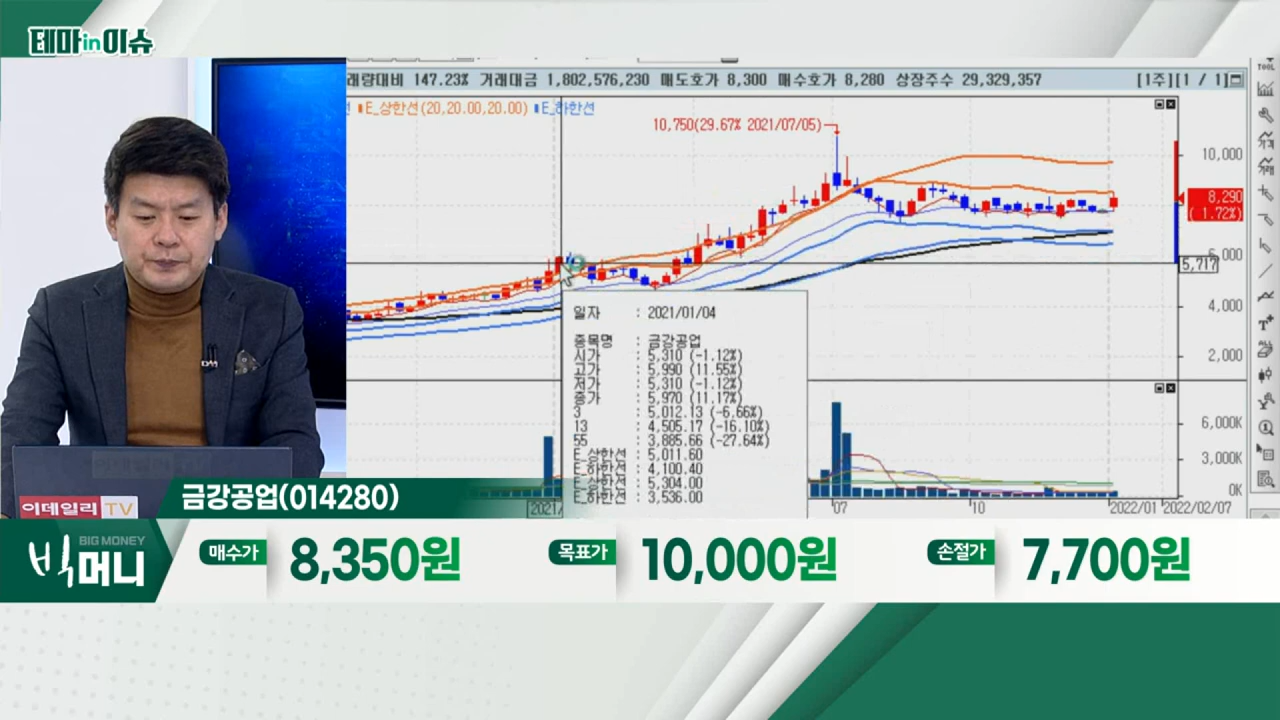 테마in이슈
래량대비 147.23% 거래대금 1,802,576,230 매도호가 8,300 매수호가 8,280 상장주수 29,329,357 [1주][1 / 1]
E_상한선(20,20.00,20.00) E_하한선
10,750(29.67% 2021/07/05)
10,000
8,290
( 1.72%)
6,000
5,717
4,000
2,000
일자 : 2021/01/04
종목명 : 금강공업
시가 : 5,310 (-1.12%)
고가 : 5,990 (11.55%)
저가 : 5,310 (-1.12%)
종가 : 5,970 (11.17%)
3 : 5,012.13 (-6.66%)
13 : 4,505.17 (-16.10%)
55 : 3,885.66 (-27.64%)
E_상한선 : 5,011.60
E_하한선 : 4,100.40
E_상한선 : 5,304.00
E_하한선 : 3,536.00
6,000K
3,000K
0K
2021/
07
10
2022/01
2022/02/07
이데일리TV
금강공업(014280)
BIG MONEY
빅머니
매수가 8,350원
목표가 10,000원
손절가 7,700원